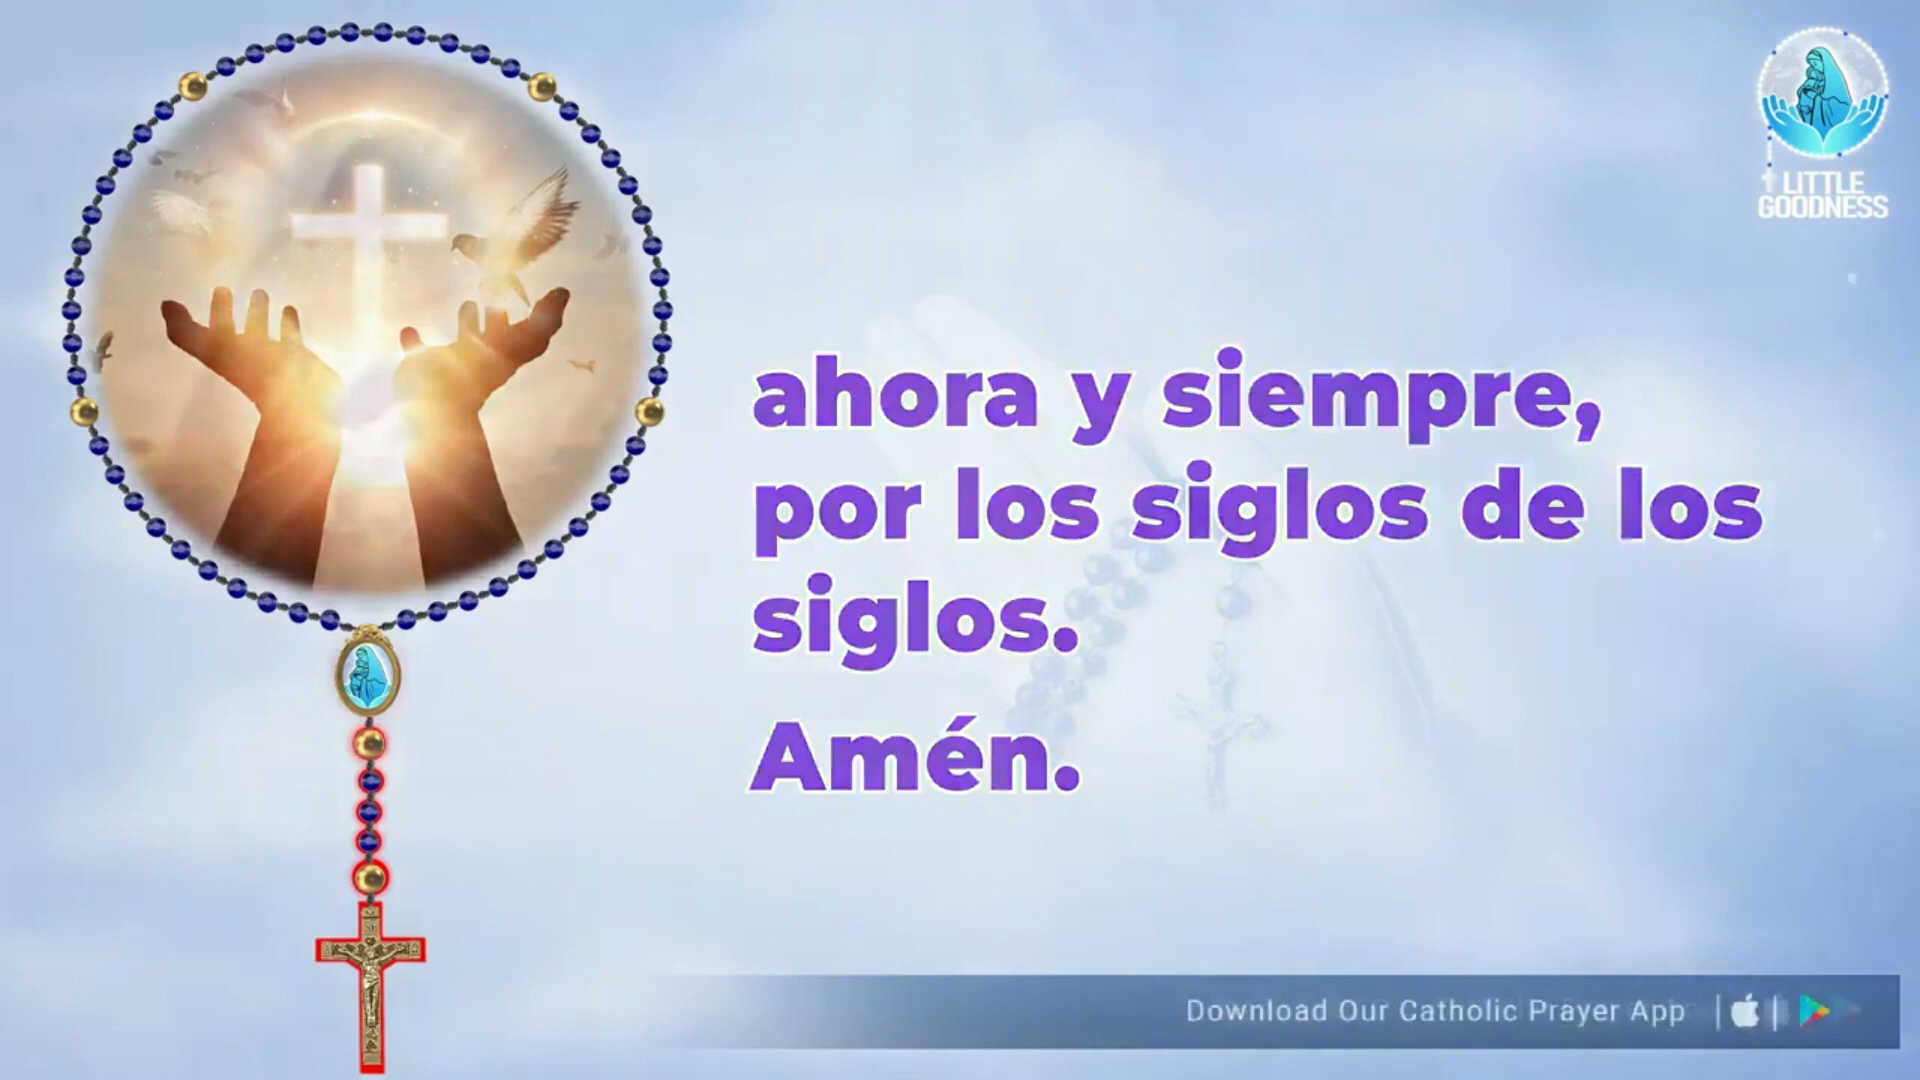 LITTLE
GOODNESS
ahora y siempre,
por los siglos de los
siglos.
Amén.
Download Our Catholic Prayer App